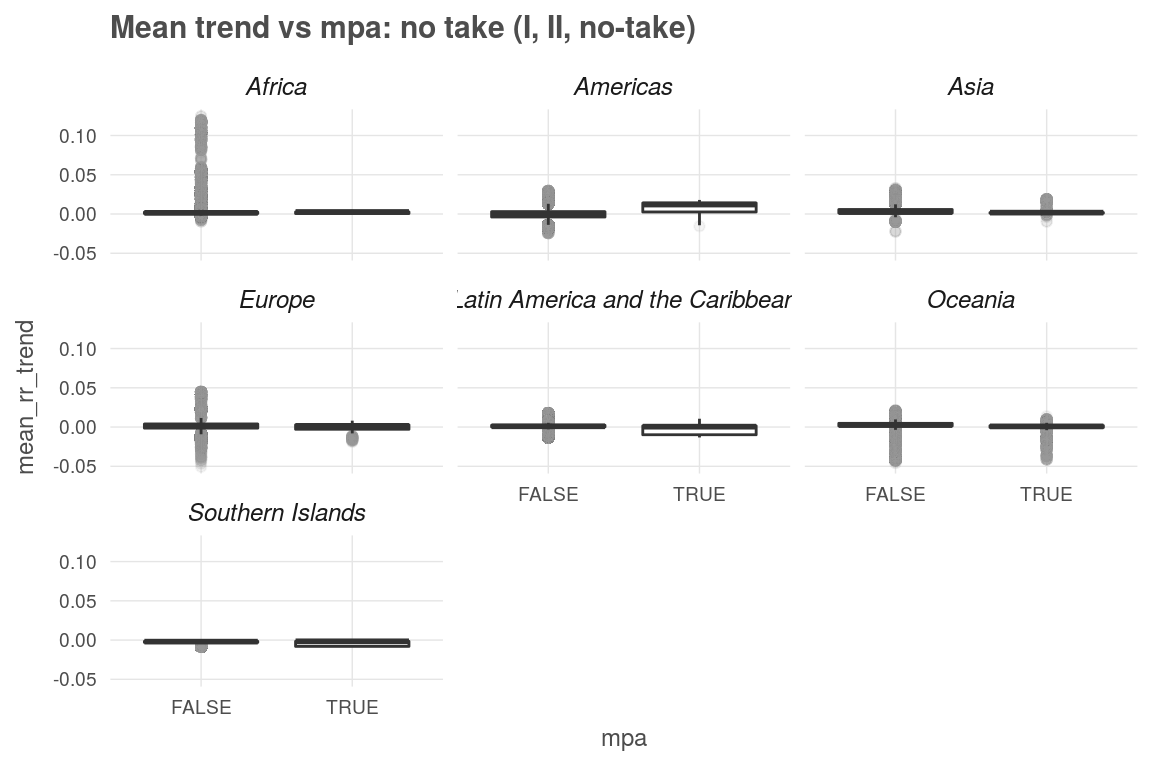 Mean trend vs mpa: no take (I, II, no-take)
Africa Americas Asia
0.10
0.05
0.00
-0.05
Europe Latin America and the Caribbean Oceania
0.10
0.05
0.00
-0.05
FALSE TRUE FALSE TRUE
Southern Islands
0.10
0.05
0.00
-0.05
FALSE TRUE
mpa
mean_rr_trend